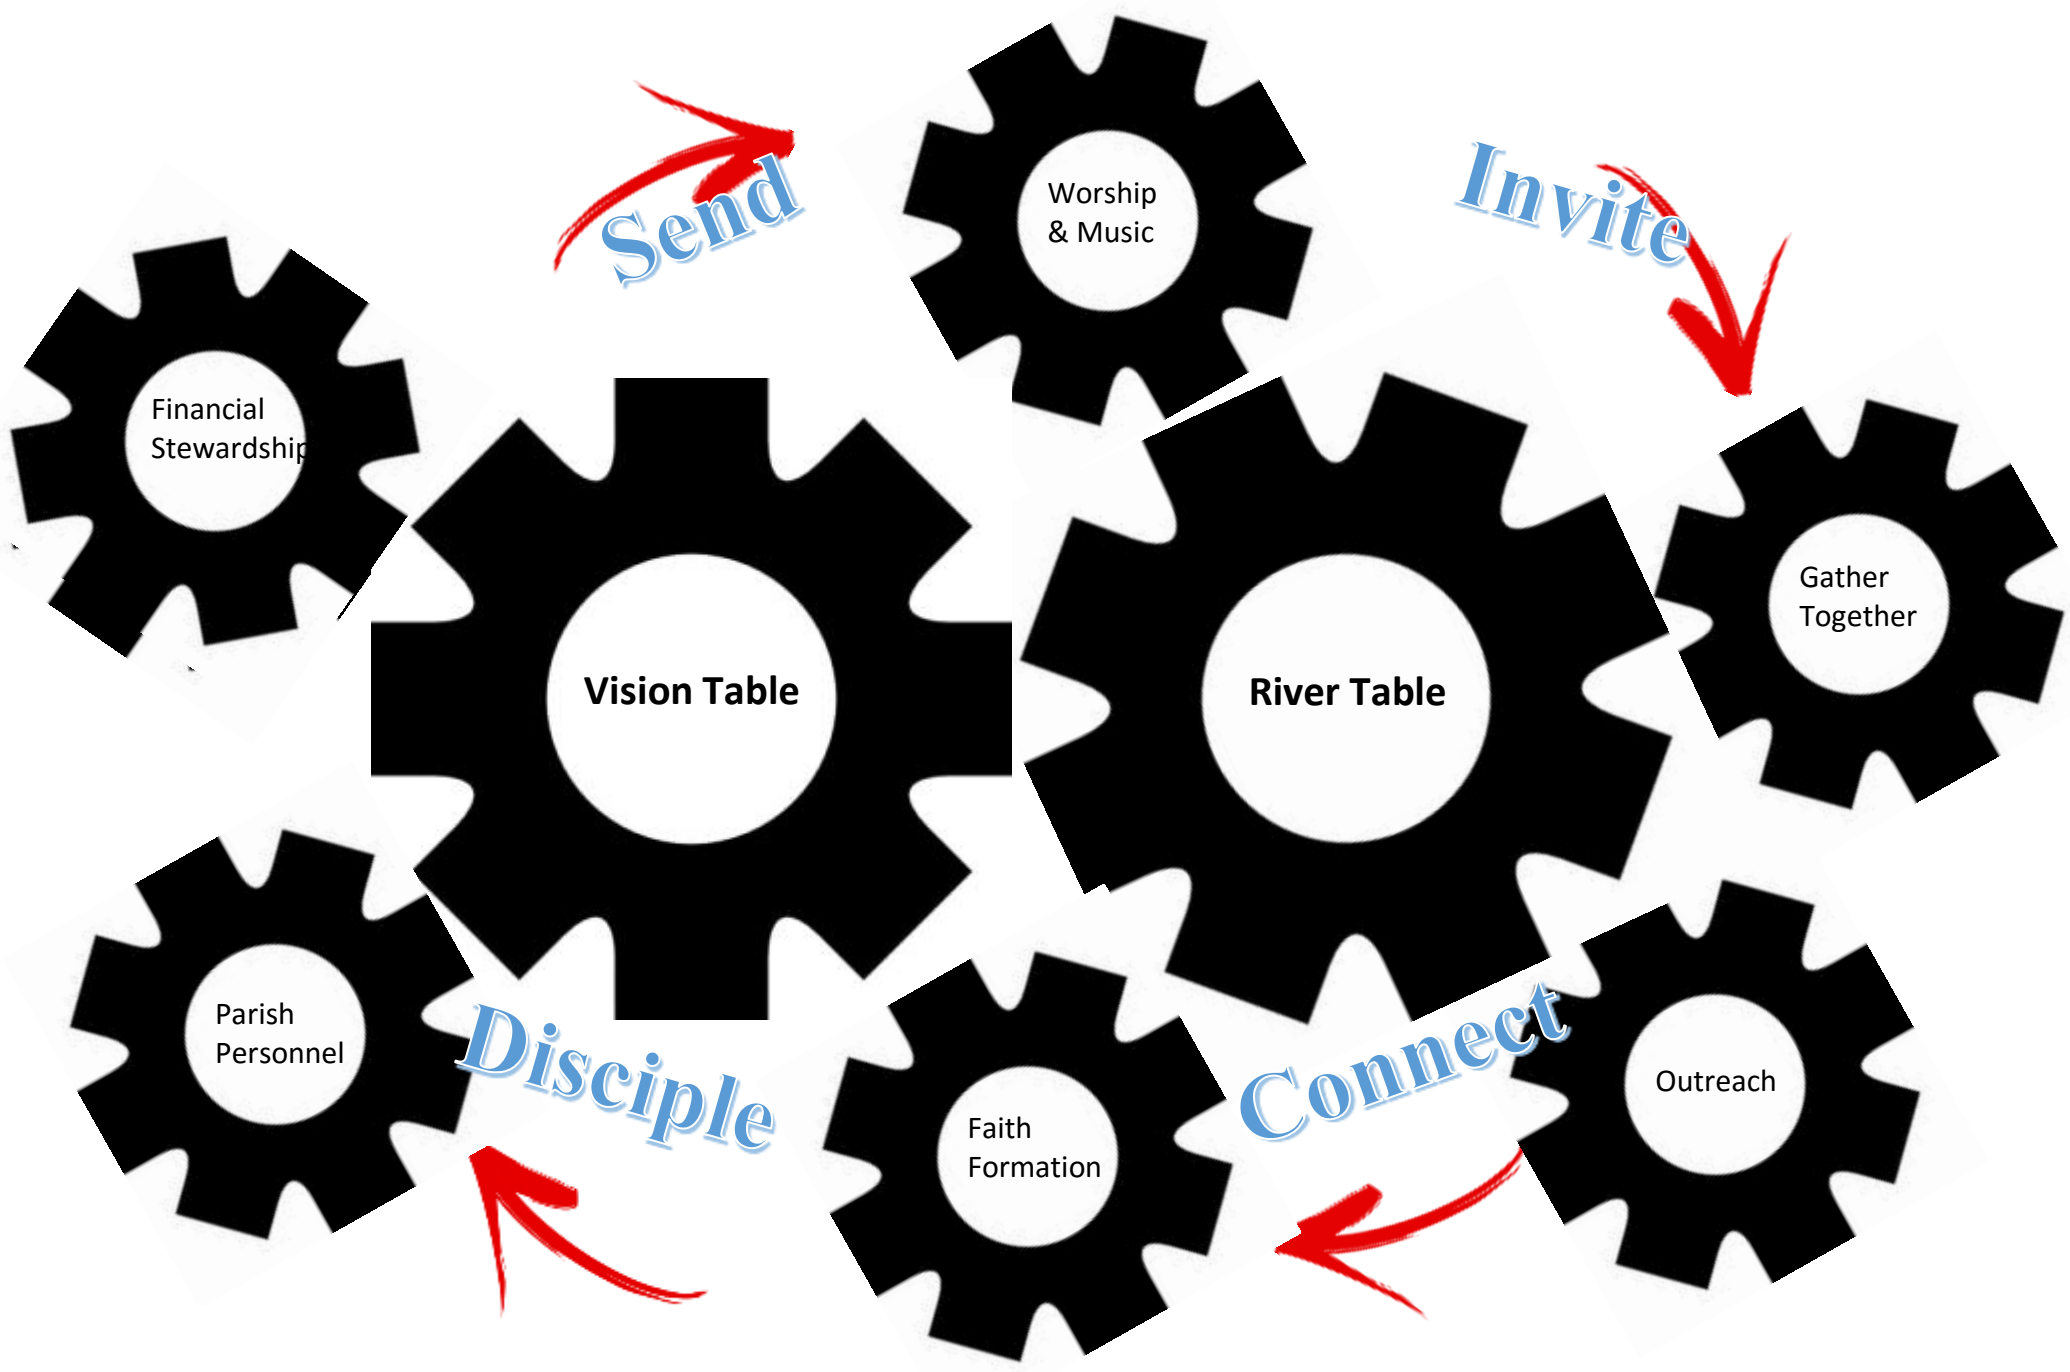 Send
Invite
Worship
& Music
Financial
Stewardship
Gather
Together
Vision Table
River Table
Parish
Personnel
Disciple
Faith
Formation
Connect
Outreach